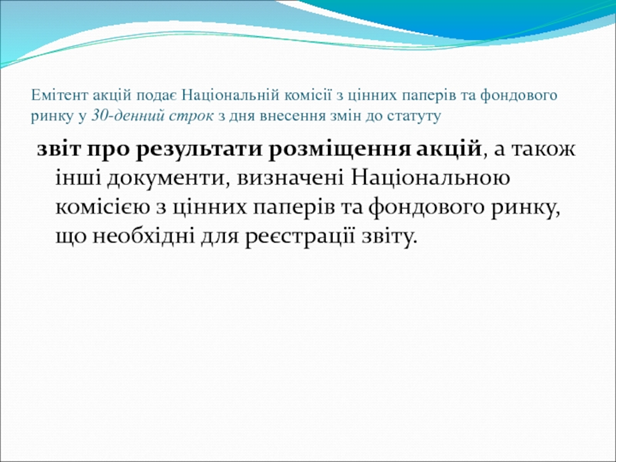 Емітент акцій подає Національній комісії з цінних паперів та фондового
ринку у 30-денний строк з дня внесення змін до статуту
звіт про результати розміщення акцій, а також
інші документи, визначені Національною
комісією з цінних паперів та фондового ринку,
що необхідні для реєстрації звіту.